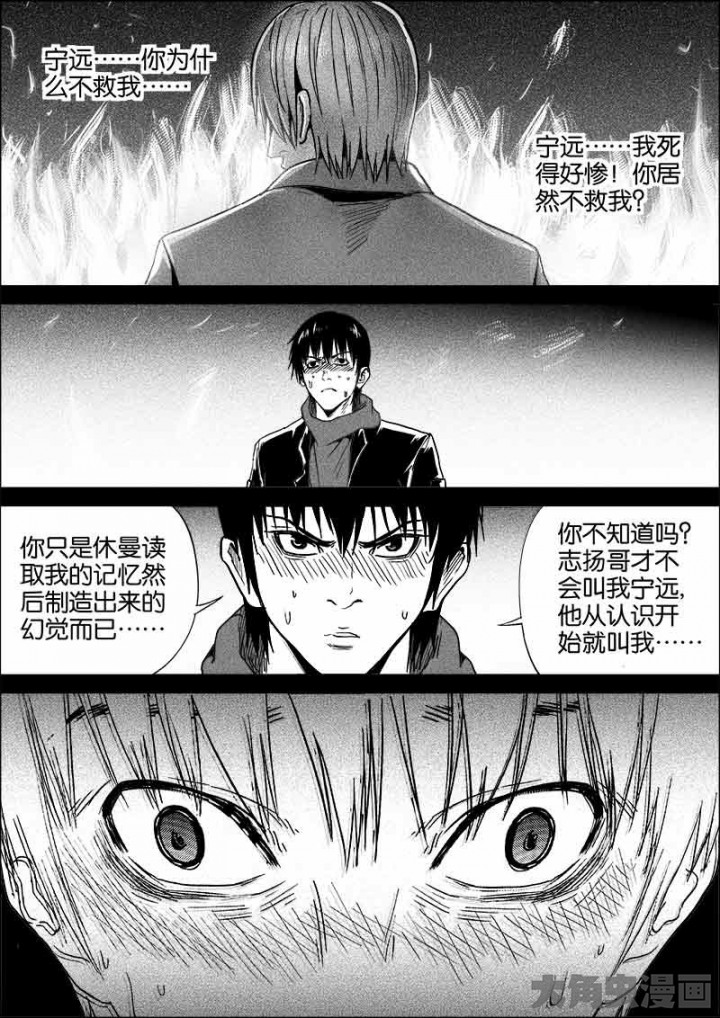 宁远……你为什
么不救我……
宁远……我死
得好惨！你居
然不救我？
你只是休曼读
取我的记忆然
后制造出来的
幻觉而已……
你不知道吗？
志扬哥才不
会叫我宁远，
他从认识开
始就叫我……
大角虫漫画